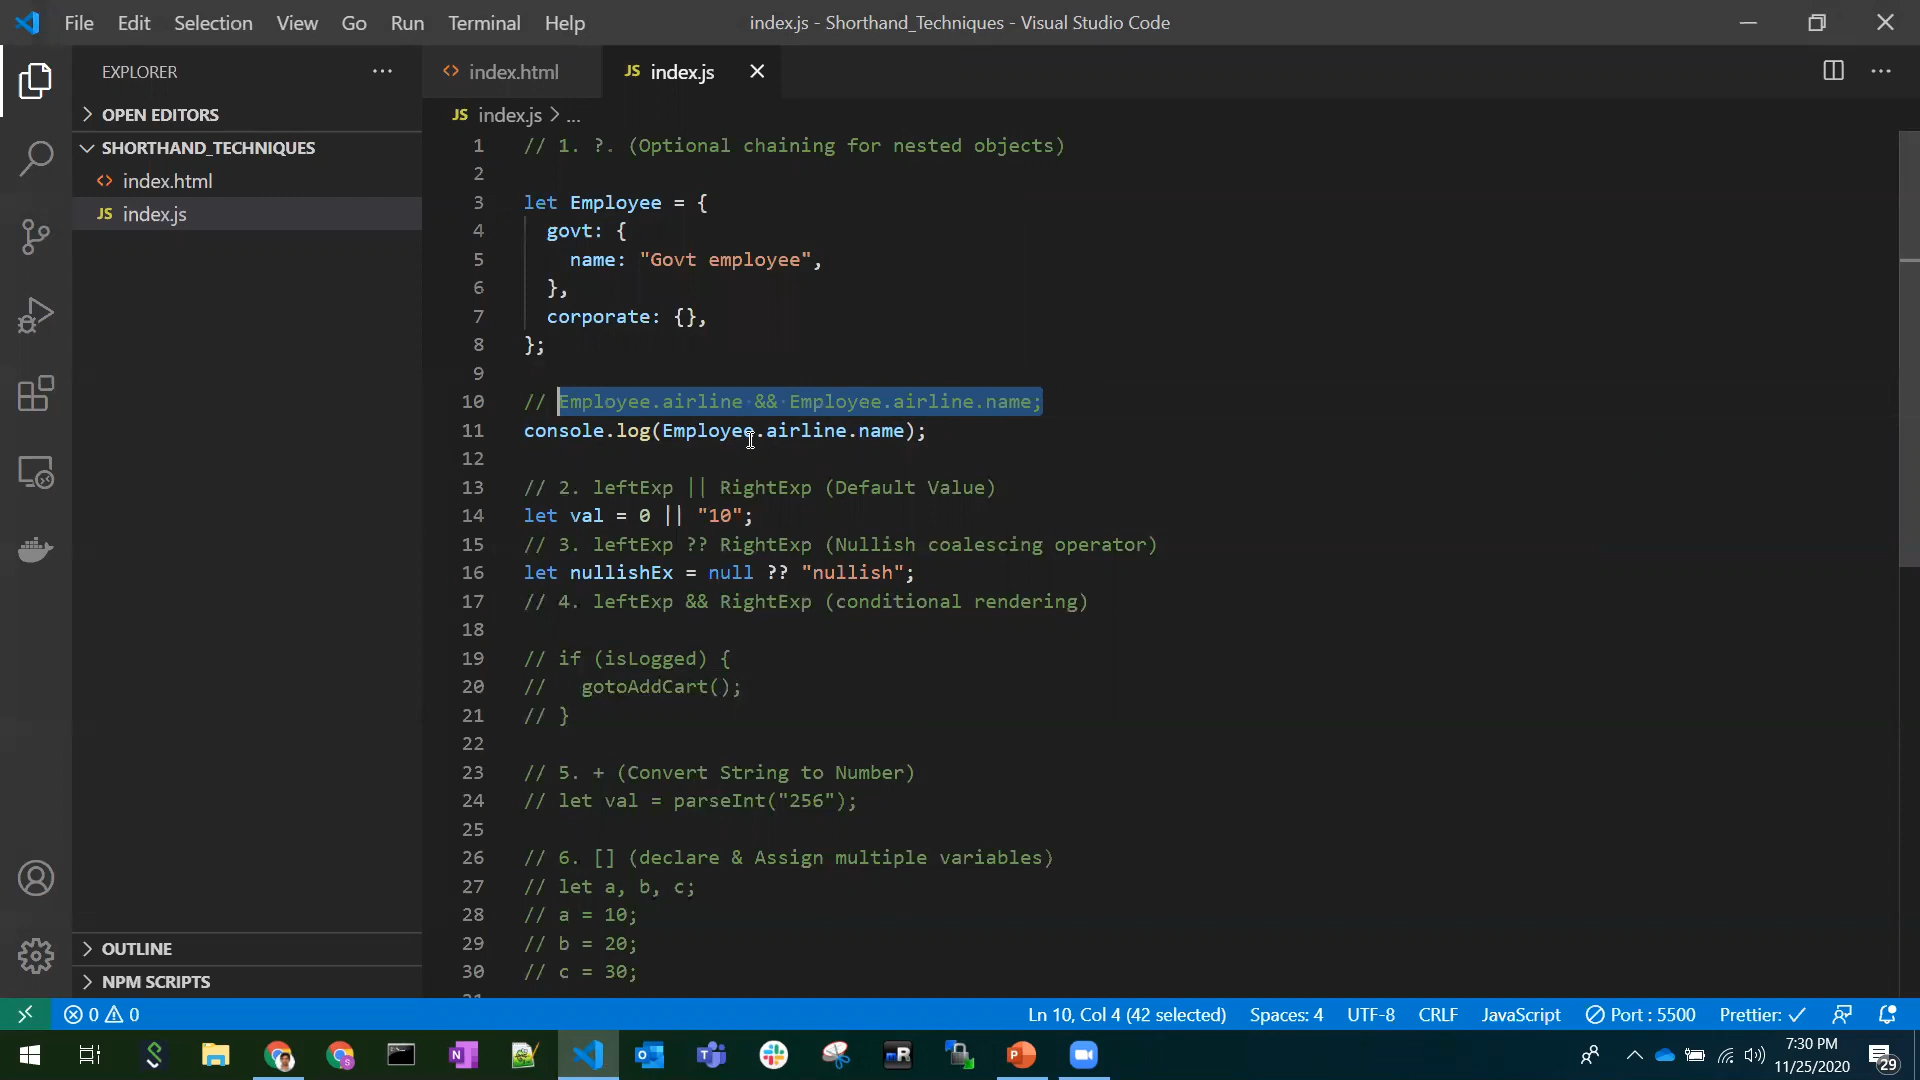 File Edit Selection View Go Run Terminal Help
index.js - Shorthand_Techniques - Visual Studio Code
EXPLORER
OPEN EDITORS
SHORTHAND_TECHNIQUES
<> index.html
JS index.js
OUTLINE
NPM SCRIPTS
<> index.html
JS index.js
JS index.js > ...
1 // 1. ?. (Optional chaining for nested objects)
2
3 let Employee = {
4 govt: {
5 name: "Govt employee",
6 },
7 corporate: {},
8 };
9
10 // Employee.airline && Employee.airline.name;
11 console.log(Employee.airline.name);
12
13 // 2. leftExp || RightExp (Default Value)
14 let val = 0 || "10";
15 // 3. leftExp ?? RightExp (Nullish coalescing operator)
16 let nullishEx = null ?? "nullish";
17 // 4. leftExp && RightExp (conditional rendering)
18
19 // if (isLogged) {
20 //   gotoAddCart();
21 // }
22
23 // 5. + (Convert String to Number)
24 // let val = parseInt("256");
25
26 // 6. [] (declare & Assign multiple variables)
27 // let a, b, c;
28 // a = 10;
29 // b = 20;
30 // c = 30;
0 0
Ln 10, Col 4 (42 selected) Spaces: 4 UTF-8 CRLF JavaScript Port : 5500 Prettier: ✓
7:30 PM
11/25/2020
29